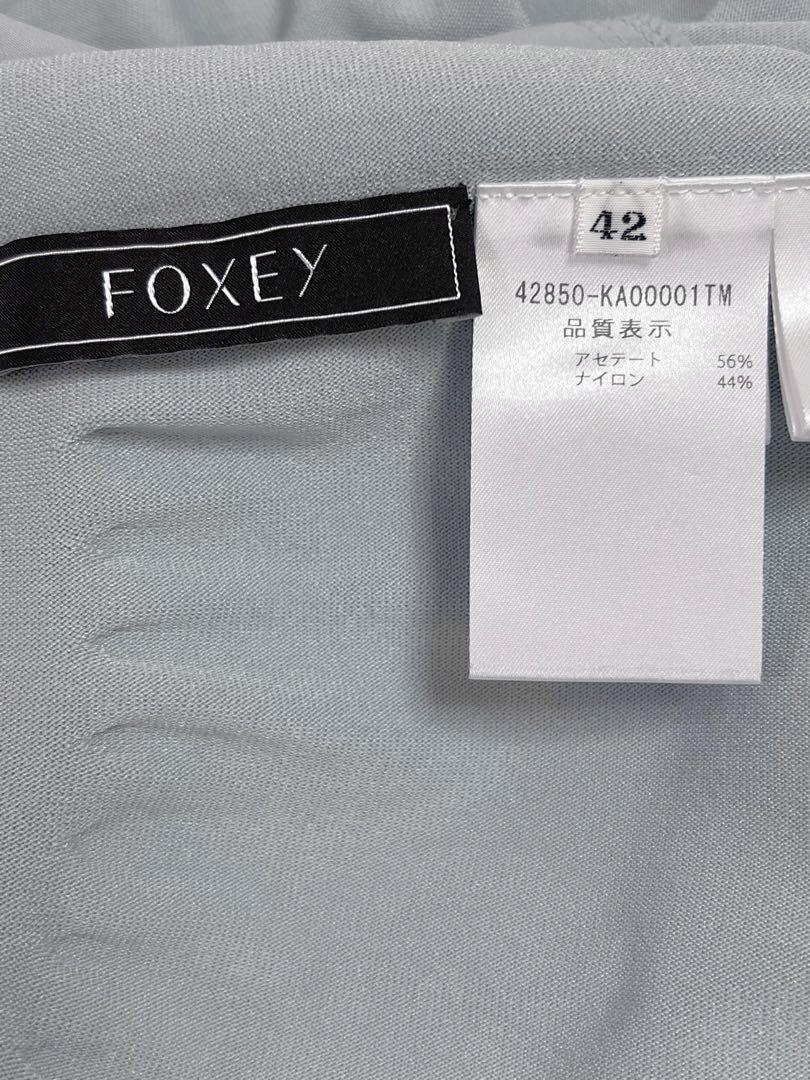 FOXEY
42
42850-KA00001TM
品質表示
アセテート 56%
ナイロン 44%